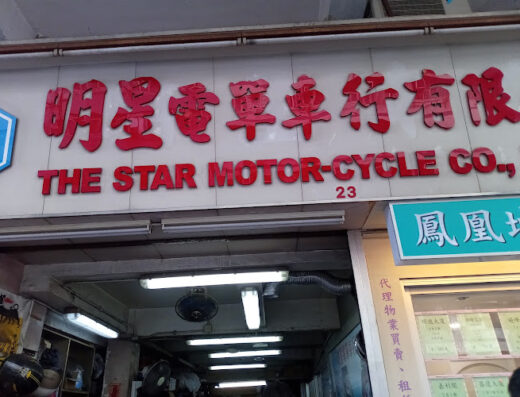 明星電單車行有限
THE STAR MOTOR-CYCLE CO.,
23
鳳凰
代理物業買賣、租